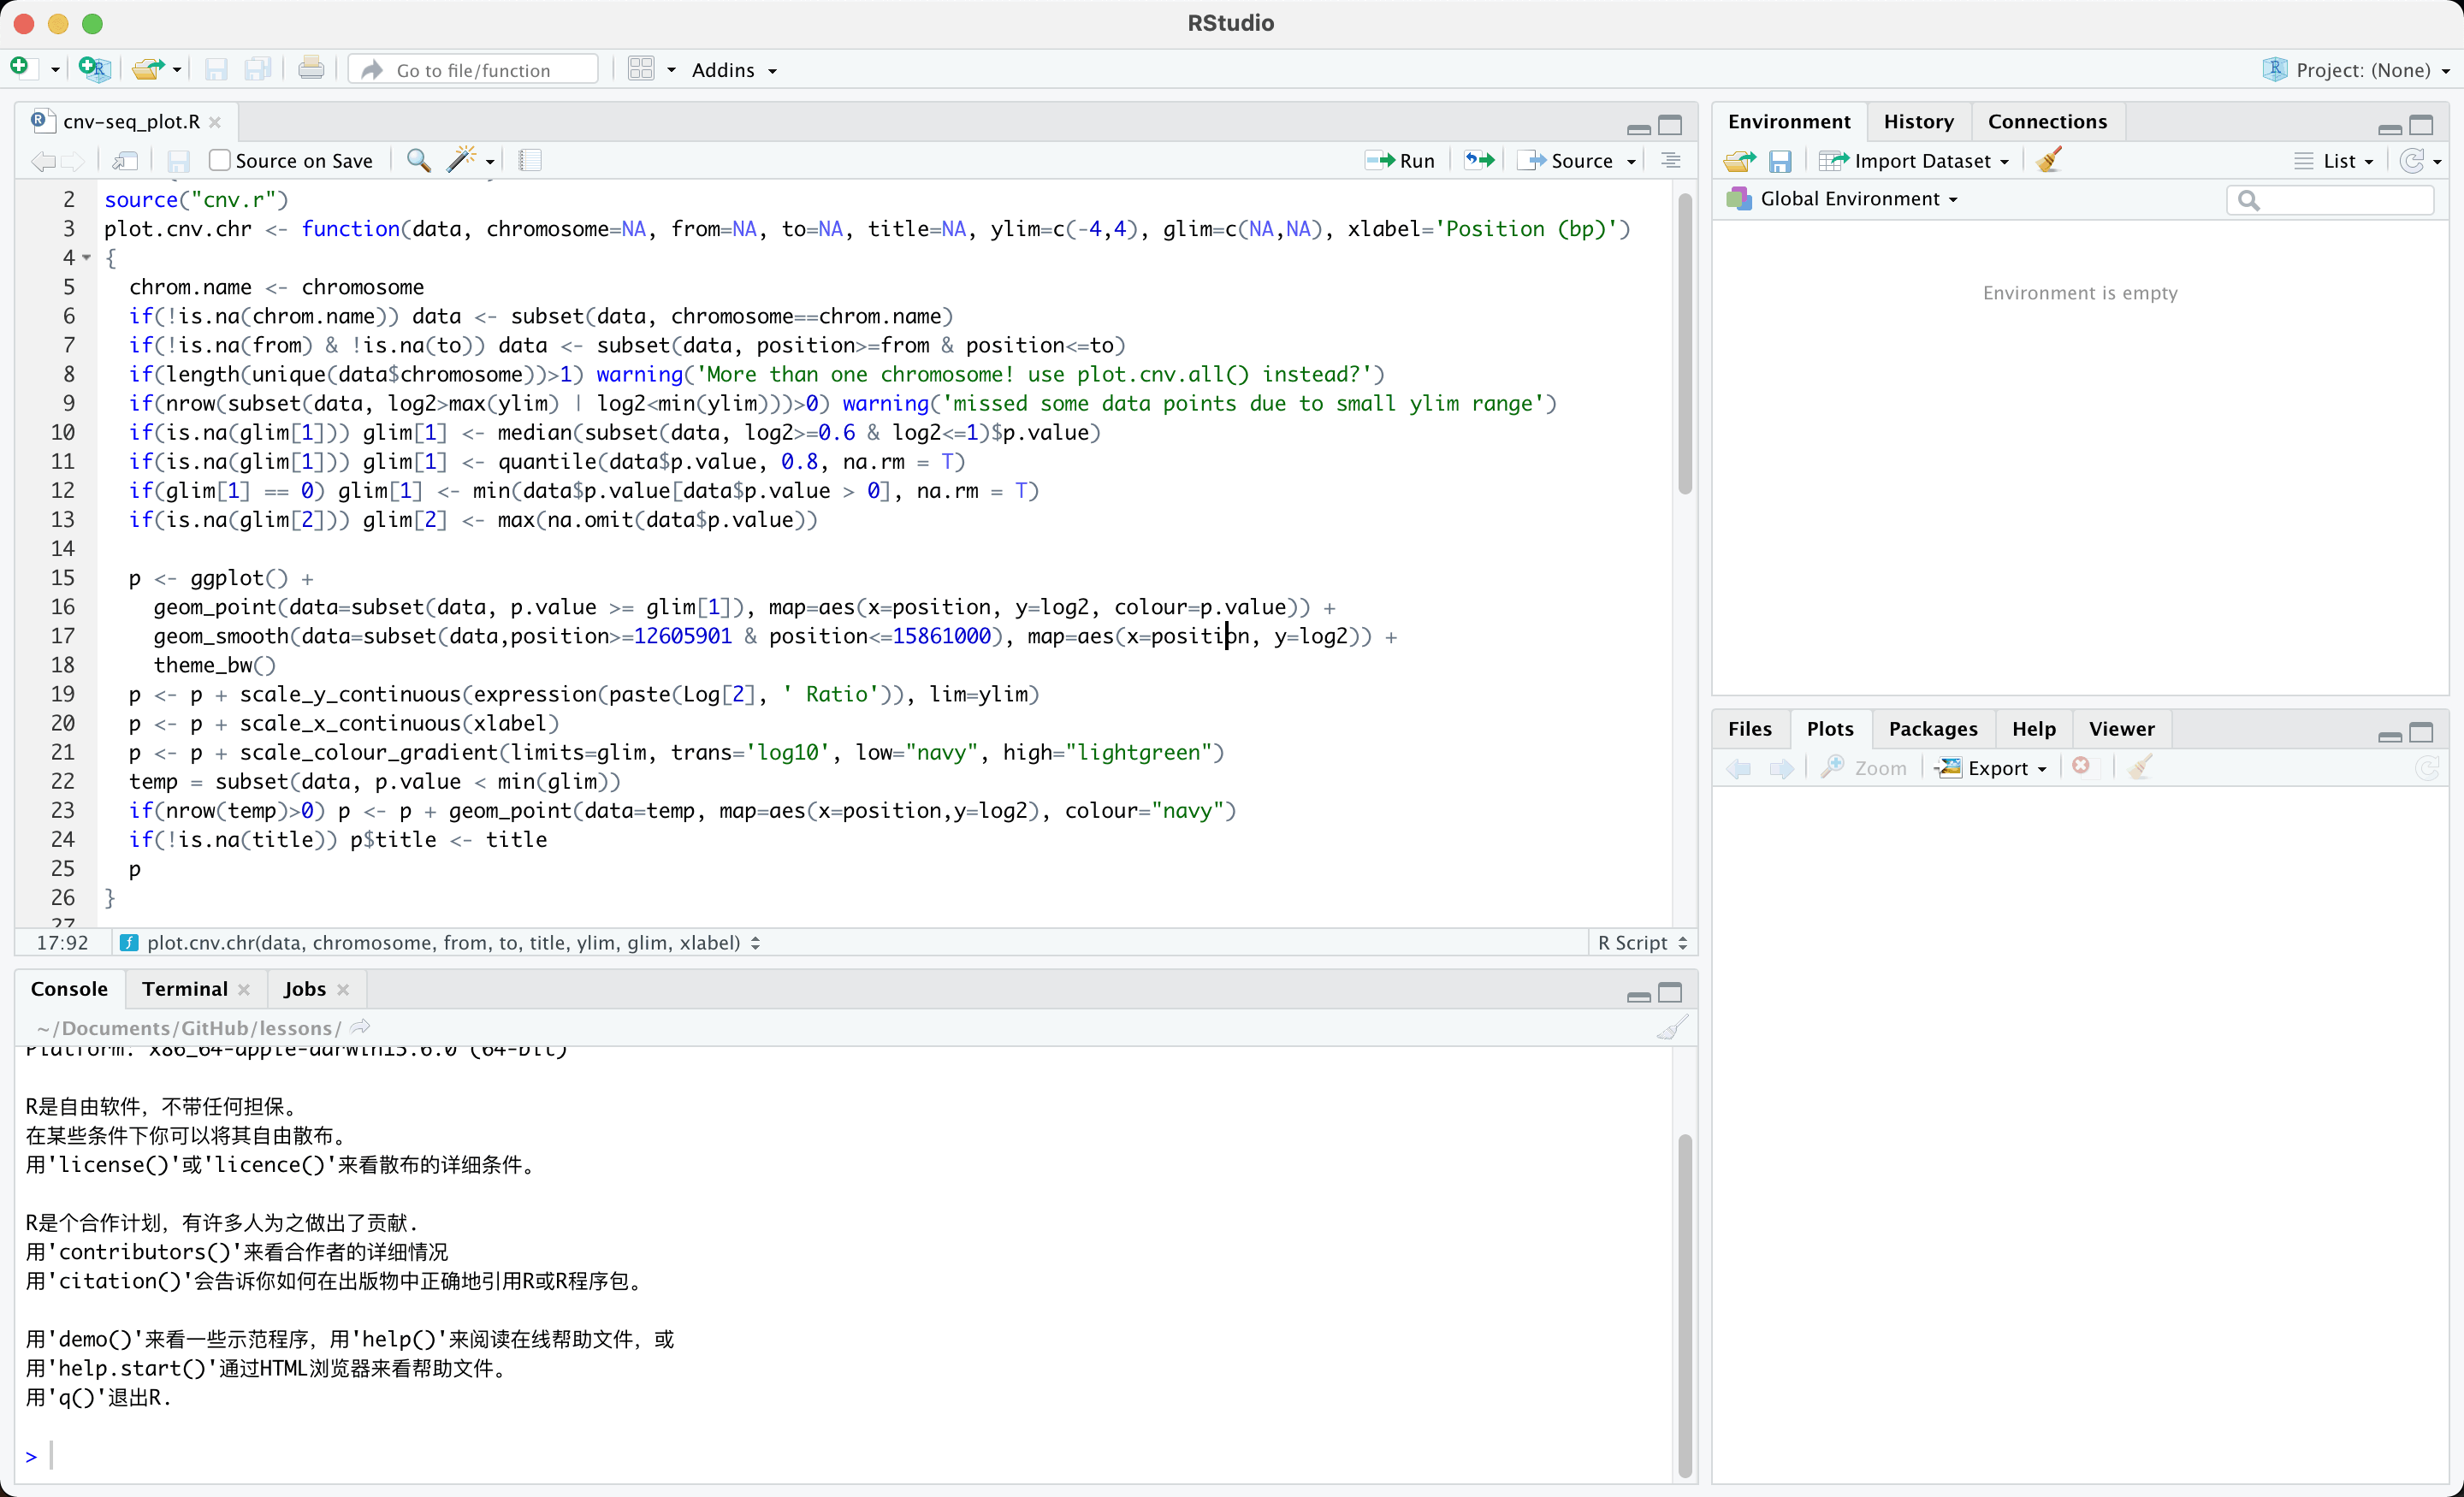 RStudio
Go to file/function
Addins
Project: (None)
cnv-seq_plot.R
Source on Save
Run
Source
2 source("cnv.r")
3 plot.cnv.chr <- function(data, chromosome=NA, from=NA, to=NA, title=NA, ylim=c(-4,4), glim=c(NA,NA), xlabel='Position (bp)')
4 {
5 chrom.name <- chromosome
6 if(!is.na(chrom.name)) data <- subset(data, chromosome==chrom.name)
7 if(!is.na(from) & !is.na(to)) data <- subset(data, position>=from & position<=to)
8 if(length(unique(data$chromosome))>1) warning('More than one chromosome! use plot.cnv.all() instead?')
9 if(nrow(subset(data, log2>max(ylim) | log2<min(ylim)))>0) warning('missed some data points due to small ylim range')
10 if(is.na(glim[1])) glim[1] <- median(subset(data, log2>=0.6 & log2<=1)$p.value)
11 if(is.na(glim[1])) glim[1] <- quantile(data$p.value, 0.8, na.rm = T)
12 if(glim[1] == 0) glim[1] <- min(data$p.value[data$p.value > 0], na.rm = T)
13 if(is.na(glim[2])) glim[2] <- max(na.omit(data$p.value))
14
15 p <- ggplot() +
16 geom_point(data=subset(data, p.value >= glim[1]), map=aes(x=position, y=log2, colour=p.value)) +
17 geom_smooth(data=subset(data,position>=12605901 & position<=15861000), map=aes(x=position, y=log2)) +
18 theme_bw()
19 p <- p + scale_y_continuous(expression(paste(Log[2], ' Ratio')), lim=ylim)
20 p <- p + scale_x_continuous(xlabel)
21 p <- p + scale_colour_gradient(limits=glim, trans='log10', low="navy", high="lightgreen")
22 temp = subset(data, p.value < min(glim))
23 if(nrow(temp)>0) p <- p + geom_point(data=temp, map=aes(x=position,y=log2), colour="navy")
24 if(!is.na(title)) p$title <- title
25 p
26 }
27
17:92 plot.cnv.chr(data, chromosome, from, to, title, ylim, glim, xlabel) R Script
Console Terminal Jobs
~/Documents/GitHub/lessons/
Platform: x86_64-apple-darwin15.6.0 (64-bit)
R是自由软件，不带任何担保。
在某些条件下你可以将其自由散布。
用'license()'或'licence()'来看散布的详细条件。
R是个合作计划，有许多人为之做出了贡献.
用'contributors()'来看合作者的详细情况
用'citation()'会告诉你如何在出版物中正确地引用R或R程序包。
用'demo()'来看一些示范程序，用'help()'来阅读在线帮助文件，或
用'help.start()'通过HTML浏览器来看帮助文件。
用'q()'退出R.
>
Environment History Connections
Import Dataset List
Global Environment
Environment is empty
Files Plots Packages Help Viewer
Zoom Export